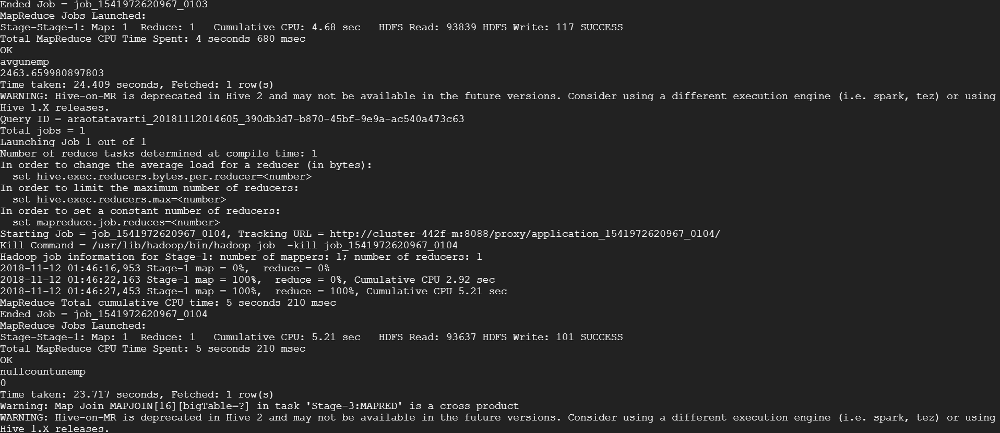 Ended Job = job_1541972620967_0103
MapReduce Jobs Launched:
Stage-Stage-1: Map: 1  Reduce: 1   Cumulative CPU: 4.68 sec   HDFS Read: 93839 HDFS Write: 117 SUCCESS
Total MapReduce CPU Time Spent: 4 seconds 680 msec
OK
avgunemp
2463.659980897803
Time taken: 24.409 seconds, Fetched: 1 row(s)
WARNING: Hive-on-MR is deprecated in Hive 2 and may not be available in the future versions. Consider using a different execution engine (i.e. spark, tez) or using
Hive 1.X releases.
Query ID = araotatavarti_20181112014605_390db3d7-b870-45bf-9e9a-ac540a473c63
Total jobs = 1
Launching Job 1 out of 1
Number of reduce tasks determined at compile time: 1
In order to change the average load for a reducer (in bytes):
  set hive.exec.reducers.bytes.per.reducer=<number>
In order to limit the maximum number of reducers:
  set hive.exec.reducers.max=<number>
In order to set a constant number of reducers:
  set mapreduce.job.reduces=<number>
Starting Job = job_1541972620967_0104, Tracking URL = http://cluster-442f-m:8088/proxy/application_1541972620967_0104/
Kill Command = /usr/lib/hadoop/bin/hadoop job  -kill job_1541972620967_0104
Hadoop job information for Stage-1: number of mappers: 1; number of reducers: 1
2018-11-12 01:46:16,953 Stage-1 map = 0%,  reduce = 0%
2018-11-12 01:46:22,163 Stage-1 map = 100%,  reduce = 0%, Cumulative CPU 2.92 sec
2018-11-12 01:46:27,453 Stage-1 map = 100%,  reduce = 100%, Cumulative CPU 5.21 sec
MapReduce Total cumulative CPU time: 5 seconds 210 msec
Ended Job = job_1541972620967_0104
MapReduce Jobs Launched:
Stage-Stage-1: Map: 1  Reduce: 1   Cumulative CPU: 5.21 sec   HDFS Read: 93637 HDFS Write: 101 SUCCESS
Total MapReduce CPU Time Spent: 5 seconds 210 msec
OK
nullcountunemp
0
Time taken: 23.717 seconds, Fetched: 1 row(s)
Warning: Map Join MAPJOIN[16][bigTable=?] in task 'Stage-3:MAPRED' is a cross product
WARNING: Hive-on-MR is deprecated in Hive 2 and may not be available in the future versions. Consider using a different execution engine (i.e. spark, tez) or using
Hive 1.X releases.